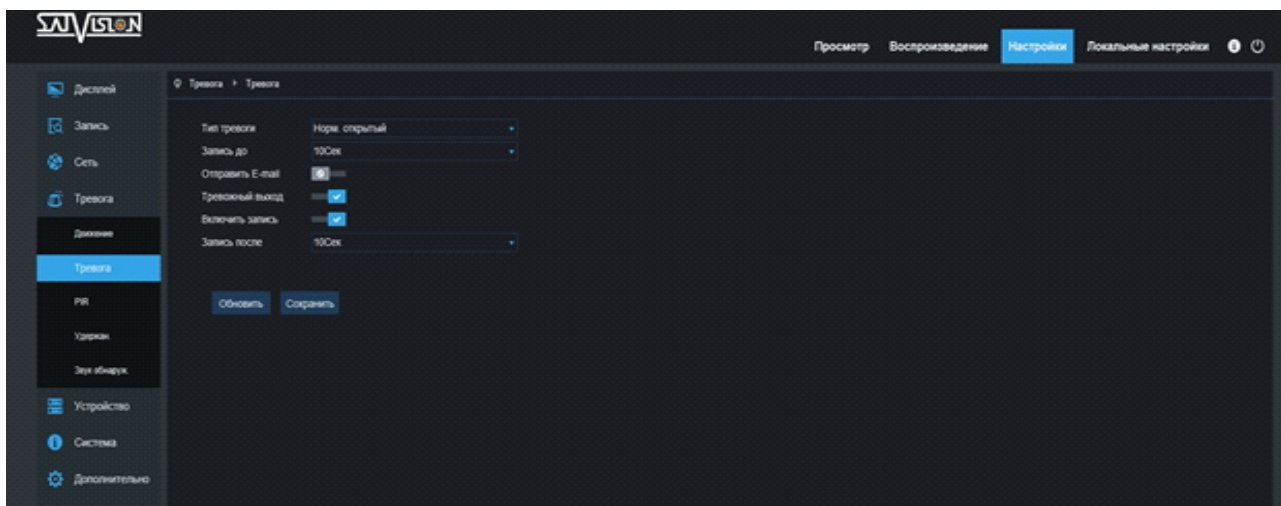 SATVISION
Просмотр Воспроизведение Настройки Локальные настройки
Дисплей
Запись
Сеть
Тревога
Движение
Тревога
PIR
Удержан.
Звук обнаруж.
Устройство
Система
Дополнительно
Тревога Тревога
Тип тревоги Норм. открытый
Запись до 10Сек
Отправить E-mail
Тревожный выход
Включить запись
Запись после 10Сек
Обновить Сохранить